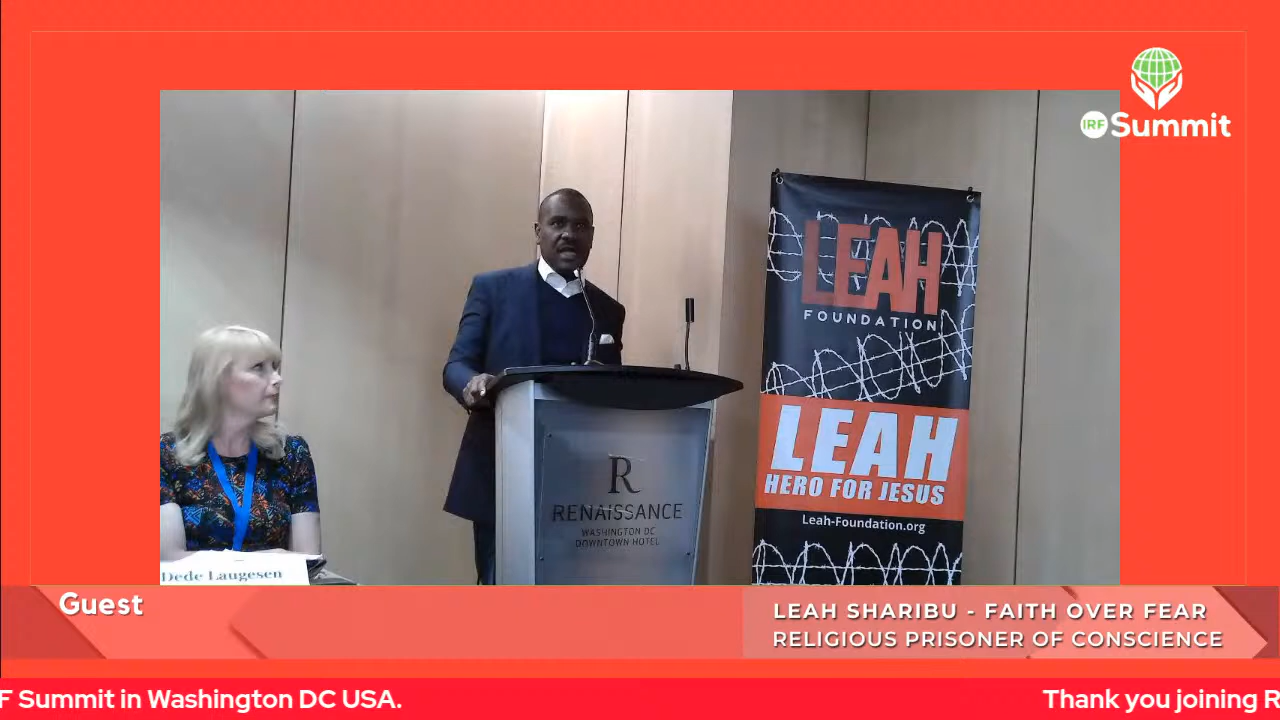 IRF Summit
LEAH
FOUNDATION
LEAH
HERO FOR JESUS
Leah-Foundation.org
R
RENAISSANCE
WASHINGTON DC
DOWNTOWN HOTEL
Dede Laugesen
Guest
LEAH SHARIBU - FAITH OVER FEAR
RELIGIOUS PRISONER OF CONSCIENCE
F Summit in Washington DC USA.
Thank you joining R